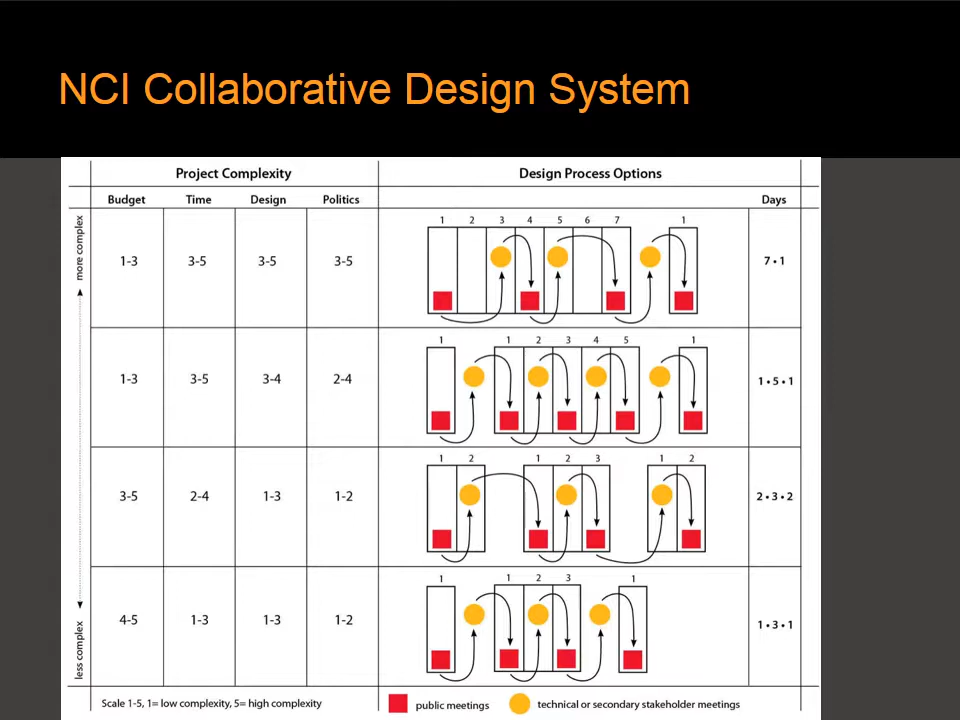 NCI Collaborative Design System
Project Complexity Design Process Options
Budget Time Design Politics Days
more complex
1 2 3 4 5 6 7 1
1-3 3-5 3-5 3-5 7 • 1
1 1 2 3 4 5 1
1-3 3-5 3-4 2-4 1 • 5 • 1
1 2 1 2 3 1 2
3-5 2-4 1-3 1-2 2 • 3 • 2
1 1 2 3 1
4-5 1-3 1-3 1-2 1 • 3 • 1
less complex
Scale 1-5, 1= low complexity, 5= high complexity public meetings technical or secondary stakeholder meetings